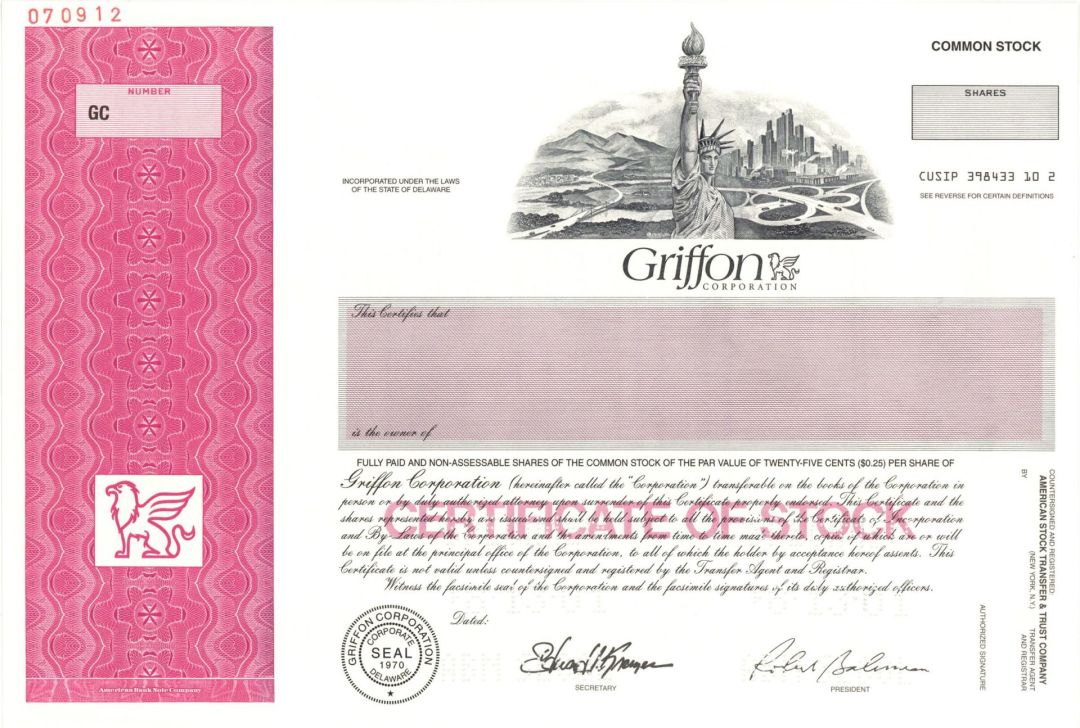 070912
NUMBER
GC
COMMON STOCK
SHARES
INCORPORATED UNDER THE LAWS
OF THE STATE OF DELAWARE
CUSIP 398433 10 2
SEE REVERSE FOR CERTAIN DEFINITIONS
Griffon
CORPORATION
This Certifies that
is the owner of
FULLY PAID AND NON-ASSESSABLE SHARES OF THE COMMON STOCK OF THE PAR VALUE OF TWENTY-FIVE CENTS ($0.25) PER SHARE OF
Griffon Corporation (hereinafter called the "Corporation") transferable on the books of the Corporation in
person or by duly authorized attorney upon surrender of this Certificate properly endorsed. This Certificate and the
shares represented hereby are issued and shall be held subject to all the provisions of the Certificate of Incorporation
and By-Laws of the Corporation and the amendments from time to time made thereto, copies of which are or will
be on file at the principal office of the Corporation, to all of which the holder by acceptance hereof assents. This
Certificate is not valid unless countersigned and registered by the Transfer Agent and Registrar.
Witness the facsimile seal of the Corporation and the facsimile signatures of its duly authorized officers.
CERTIFICATE OF STOCK
Dated:
GRIFFON CORPORATION
CORPORATE
SEAL
1970
DELAWARE
SECRETARY
PRESIDENT
COUNTERSIGNED AND REGISTERED:
AMERICAN STOCK TRANSFER & TRUST COMPANY
(NEW YORK, N.Y.)
TRANSFER AGENT
AND REGISTRAR
BY
AUTHORIZED SIGNATURE
American Bank Note Company